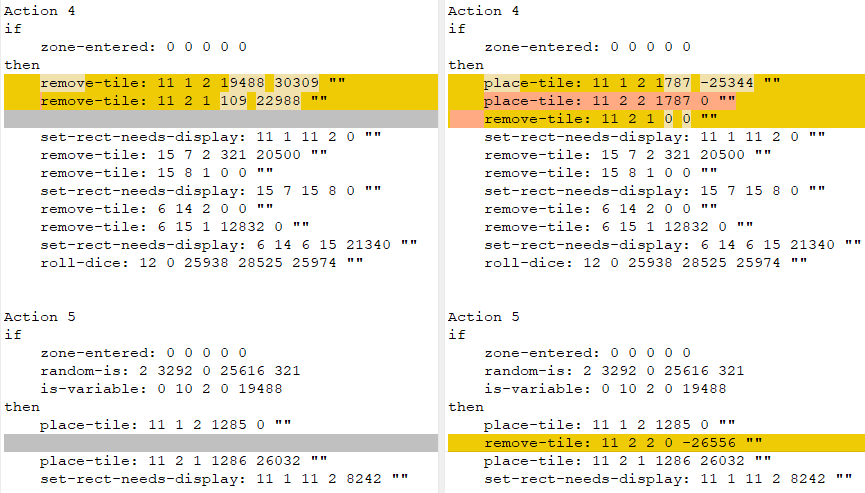 Action 4
if
zone-entered: 0 0 0 0 0
then
remove-tile: 11 1 2 19488 30309 ""
remove-tile: 11 2 1 109 22988 ""
set-rect-needs-display: 11 1 11 2 0 ""
remove-tile: 15 7 2 321 20500 ""
remove-tile: 15 8 1 0 0 ""
set-rect-needs-display: 15 7 15 8 0 ""
remove-tile: 6 14 2 0 0 ""
remove-tile: 6 15 1 12832 0 ""
set-rect-needs-display: 6 14 6 15 21340 ""
roll-dice: 12 0 25938 28525 25974 ""
Action 5
if
zone-entered: 0 0 0 0 0
random-is: 2 3292 0 25616 321
is-variable: 0 10 2 0 19488
then
place-tile: 11 1 2 1285 0 ""
place-tile: 11 2 1 1286 26032 ""
set-rect-needs-display: 11 1 11 2 8242 ""
Action 4
if
zone-entered: 0 0 0 0 0
then
place-tile: 11 1 2 1787 -25344 ""
place-tile: 11 2 2 1787 0 ""
remove-tile: 11 2 1 0 0 ""
set-rect-needs-display: 11 1 11 2 0 ""
remove-tile: 15 7 2 321 20500 ""
remove-tile: 15 8 1 0 0 ""
set-rect-needs-display: 15 7 15 8 0 ""
remove-tile: 6 14 2 0 0 ""
remove-tile: 6 15 1 12832 0 ""
set-rect-needs-display: 6 14 6 15 21340 ""
roll-dice: 12 0 25938 28525 25974 ""
Action 5
if
zone-entered: 0 0 0 0 0
random-is: 2 3292 0 25616 321
is-variable: 0 10 2 0 19488
then
place-tile: 11 1 2 1285 0 ""
remove-tile: 11 2 2 0 -26556 ""
place-tile: 11 2 1 1286 26032 ""
set-rect-needs-display: 11 1 11 2 8242 ""